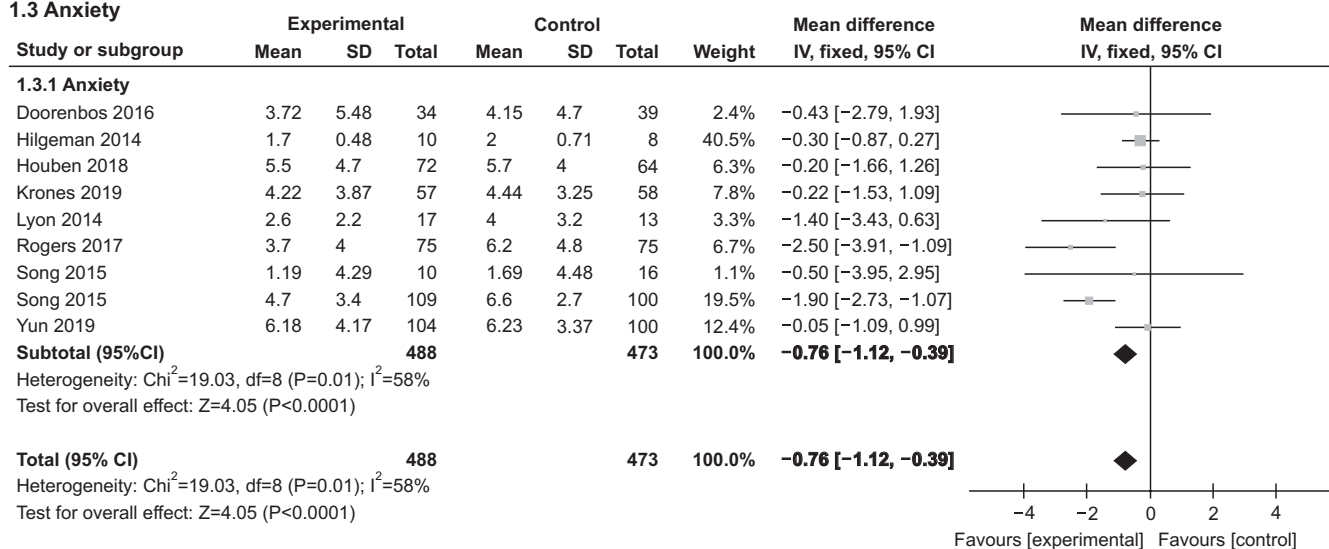 1.3 Anxiety
Experimental Control Mean difference Mean difference
Study or subgroup Mean SD Total Mean SD Total Weight IV, fixed, 95% CI IV, fixed, 95% CI
1.3.1 Anxiety
Doorenbos 2016 3.72 5.48 34 4.15 4.7 39 2.4% −0.43 [−2.79, 1.93]
Hilgeman 2014 1.7 0.48 10 2 0.71 8 40.5% −0.30 [−0.87, 0.27]
Houben 2018 5.5 4.7 72 5.7 4 64 6.3% −0.20 [−1.66, 1.26]
Krones 2019 4.22 3.87 57 4.44 3.25 58 7.8% −0.22 [−1.53, 1.09]
Lyon 2014 2.6 2.2 17 4 3.2 13 3.3% −1.40 [−3.43, 0.63]
Rogers 2017 3.7 4 75 6.2 4.8 75 6.7% −2.50 [−3.91, −1.09]
Song 2015 1.19 4.29 10 1.69 4.48 16 1.1% −0.50 [−3.95, 2.95]
Song 2015 4.7 3.4 109 6.6 2.7 100 19.5% −1.90 [−2.73, −1.07]
Yun 2019 6.18 4.17 104 6.23 3.37 100 12.4% −0.05 [−1.09, 0.99]
Subtotal (95%CI) 488 473 100.0% −0.76 [−1.12, −0.39]
Heterogeneity: Chi²=19.03, df=8 (P=0.01); I²=58%
Test for overall effect: Z=4.05 (P<0.0001)
Total (95% CI) 488 473 100.0% −0.76 [−1.12, −0.39]
Heterogeneity: Chi²=19.03, df=8 (P=0.01); I²=58%
Test for overall effect: Z=4.05 (P<0.0001)
−4 −2 0 2 4
Favours [experimental] Favours [control]